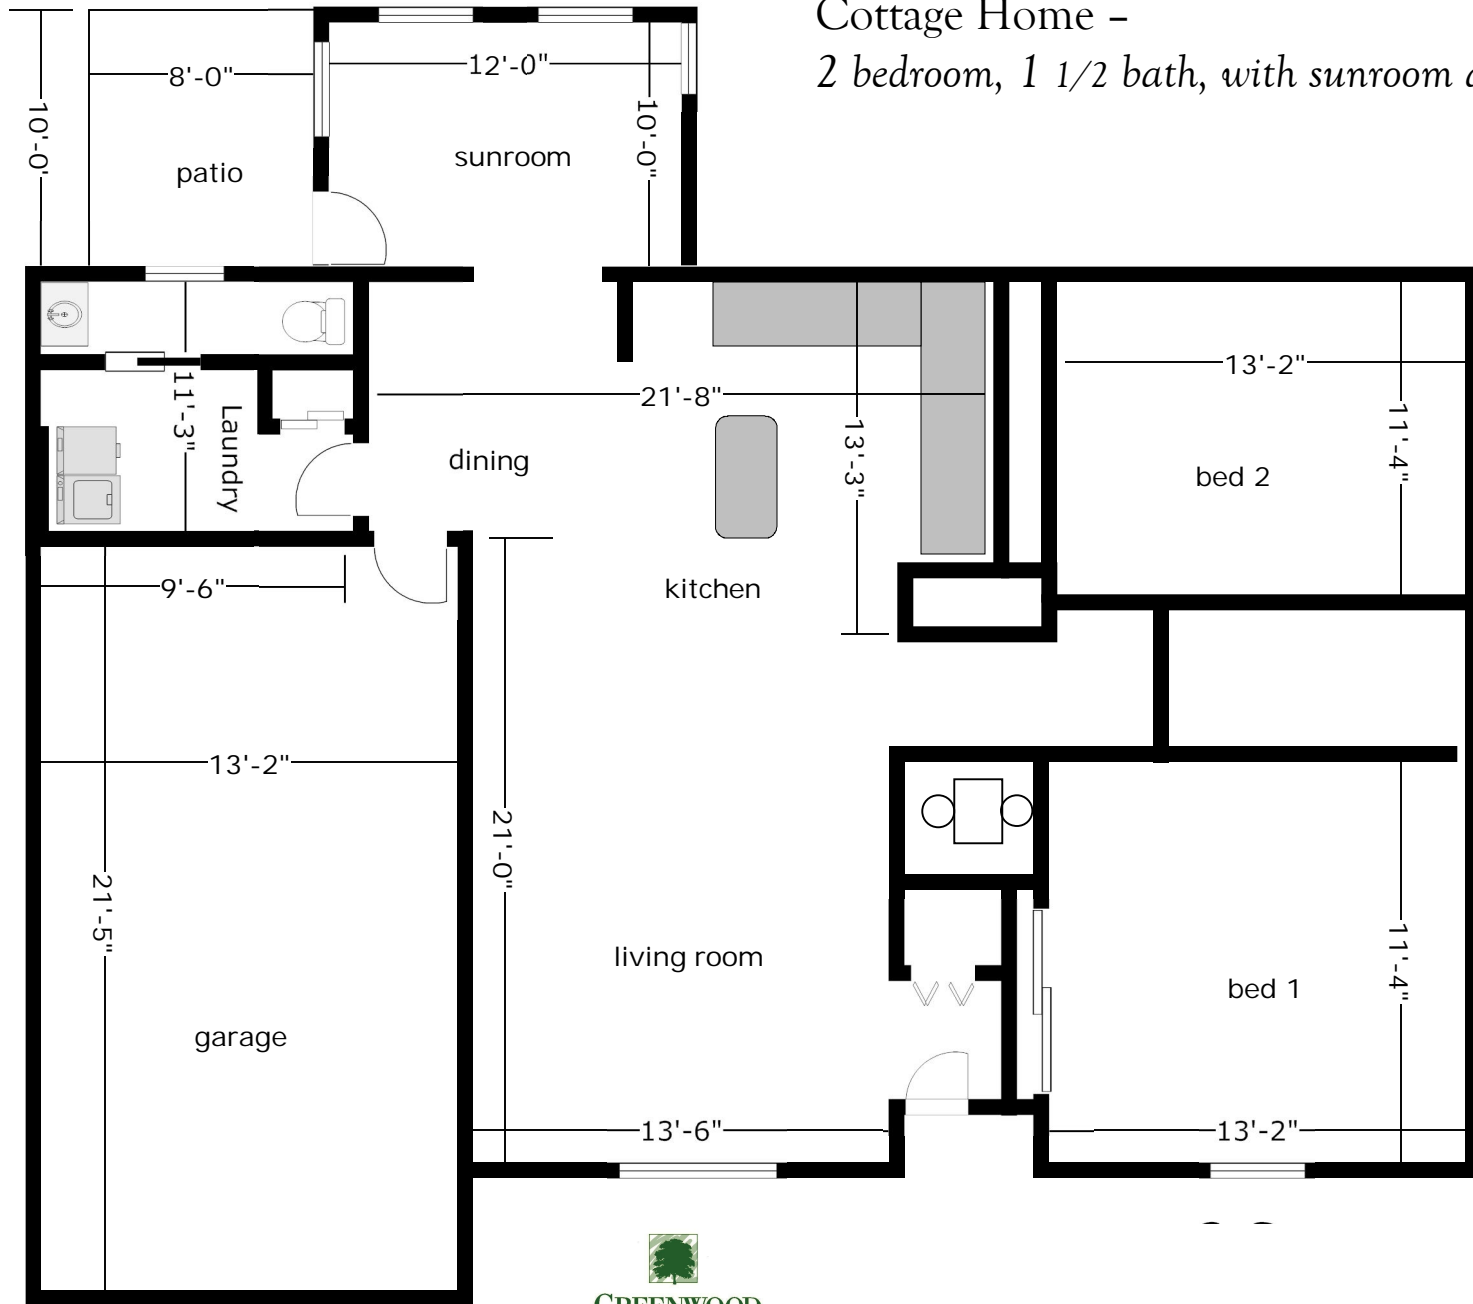 Cottage Home –
2 bedroom, 1 1/2 bath, with sunroom
8'-0"
12'-0"
10'-0'
10'-0"
sunroom
patio
13'-2"
21'-8"
11'-3"
Laundry
13'-3"
11'-4"
dining
bed 2
9'-6"
kitchen
13'-2"
21'-0"
21'-5"
living room
11'-4"
bed 1
garage
13'-6"
13'-2"
GREENWOOD